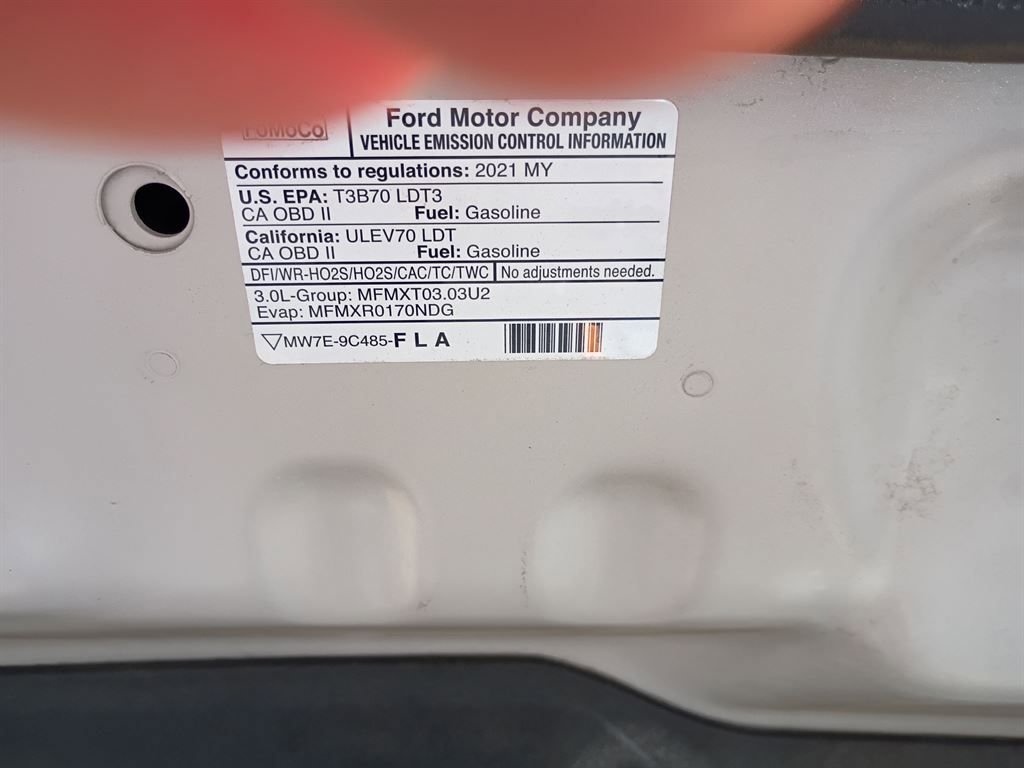 FoMoCo
Ford Motor Company
VEHICLE EMISSION CONTROL INFORMATION
Conforms to regulations: 2021 MY
U.S. EPA: T3B70 LDT3
CA OBD II Fuel: Gasoline
California: ULEV70 LDT
CA OBD II Fuel: Gasoline
DFI/WR-HO2S/HO2S/CAC/TC/TWC No adjustments needed.
3.0L-Group: MFMXT03.03U2
Evap: MFMXR0170NDG
MW7E-9C485-FLA